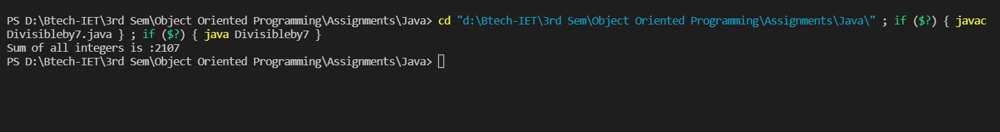 PS D:\Btech-IET\3rd Sem\Object Oriented Programming\Assignments\Java> cd "d:\Btech-IET\3rd Sem\Object Oriented Programming\Assignments\Java\" ; if ($?) { javac
Divisibleby7.java } ; if ($?) { java Divisibleby7 }
Sum of all integers is :2107
PS D:\Btech-IET\3rd Sem\Object Oriented Programming\Assignments\Java>